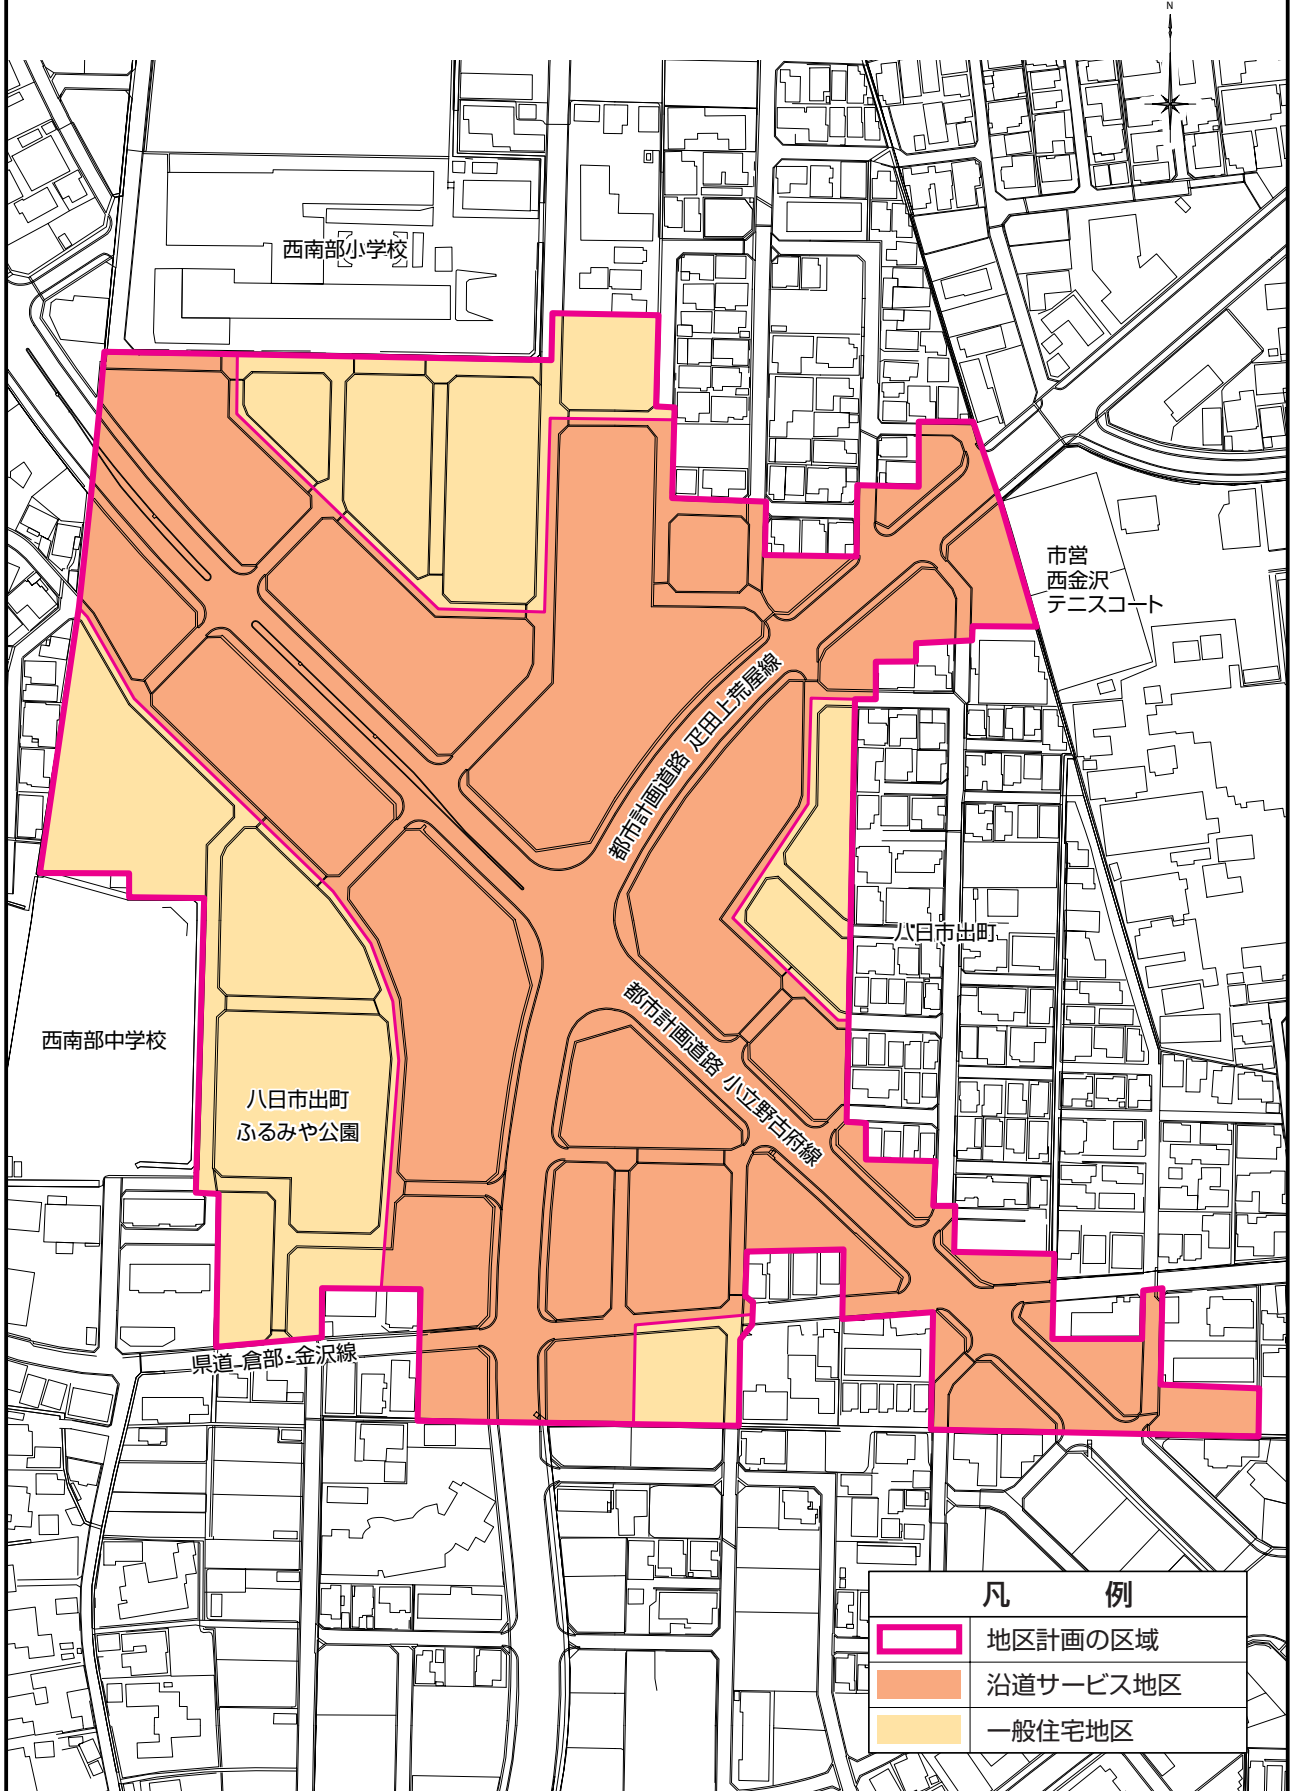 N
西南部小学校
市営
西金沢
テニスコート
都市計画道路 疋田上荒屋線
八日市出町
都市計画道路 小立野古府線
西南部中学校
八日市出町
ふるみや公園
県道 倉部・金沢線
凡 例
地区計画の区域
沿道サービス地区
一般住宅地区